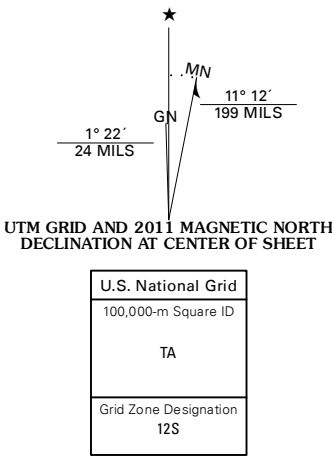 ★
MN
GN
11° 12´
199 MILS
1° 22´
24 MILS
UTM GRID AND 2011 MAGNETIC NORTH
DECLINATION AT CENTER OF SHEET
U.S. National Grid
100,000-m Square ID
TA
Grid Zone Designation
12S